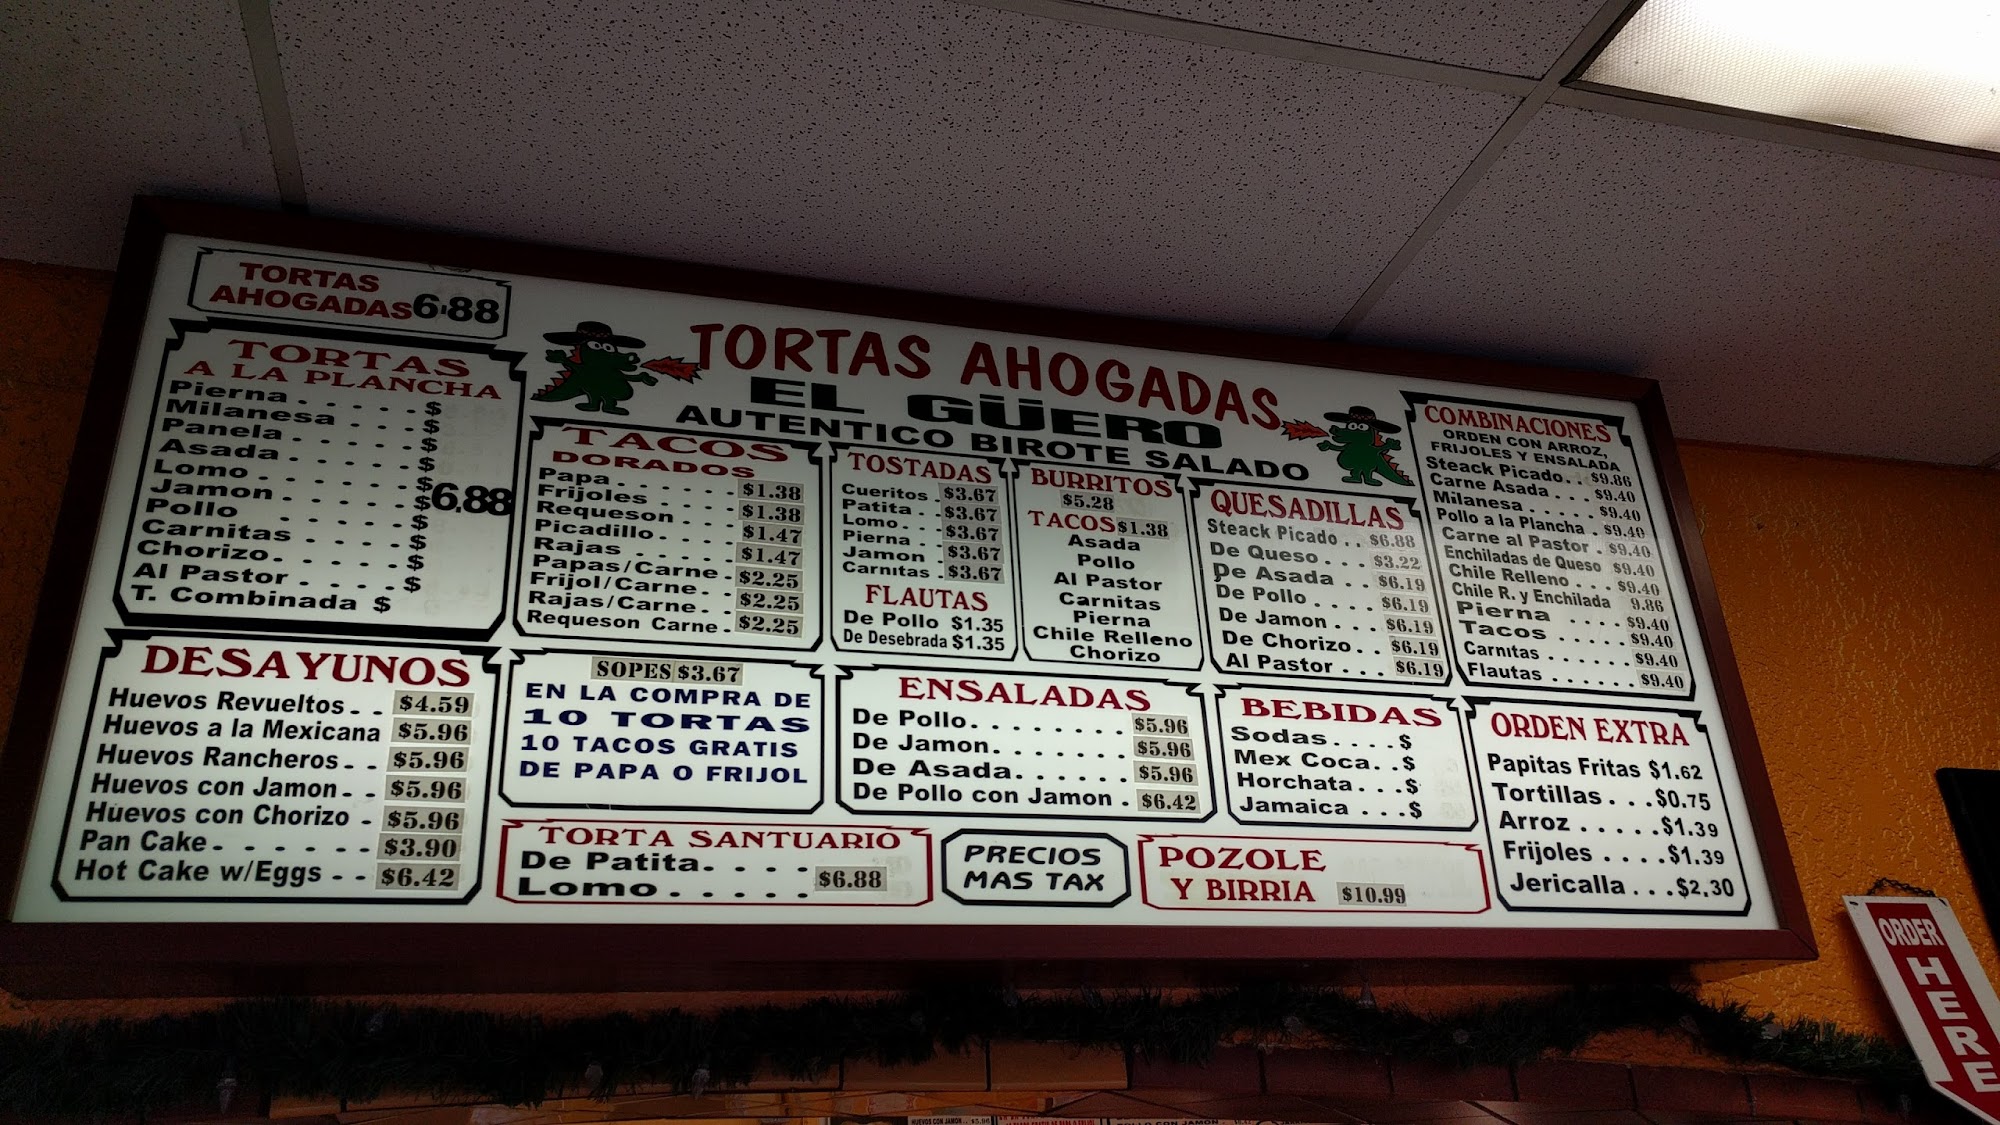 TORTAS
AHOGADAS 6.88
TORTAS AHOGADAS
EL GÜERO
AUTENTICO BIROTE SALADO
TORTAS
A LA PLANCHA
Pierna . . . . . $
Milanesa . . . $
Panela . . . . . $
Asada . . . . . $
Lomo . . . . . . $
Jamon . . . . . $6.88
Pollo . . . . . $
Carnitas . . . . $
Chorizo. . . . . $
Al Pastor . . . . $
T. Combinada $
TACOS
DORADOS
Papa. . . . . . $1.38
Frijoles . . . . $1.38
Requeson . . . $1.47
Picadillo. . . . $1.47
Rajas
Papas/Carne . $2.25
Frijol/Carne. .
Rajas/Carne. . $2.25
Requeson Carne . $2.25
TOSTADAS
Cueritos . $3.67
Patita . . $3.67
Lomo. . . $3.67
Pierna . . $3.67
Jamon . $3.67
Carnitas .
FLAUTAS
De Pollo $1.35
De Desebrada $1.35
BURRITOS
$5.28
TACOS $1.38
Asada
Pollo
Al Pastor
Carnitas
Pierna
Chile Relleno
Chorizo
QUESADILLAS
Steack Picado . . $6.88
De Queso. . . $3.22
De Asada . . $6.19
De Pollo . . . . $6.19
De Jamon. . . $6.19
De Chorizo. . $6.19
Al Pastor . . . $6.19
COMBINACIONES
ORDEN CON ARROZ,
FRIJOLES Y ENSALADA
Steack Picado. . $9.86
Carne Asada . . . $9.40
Milanesa. . . . . $9.40
Pollo a la Plancha . $9.40
Carne al Pastor . $9.40
Enchiladas de Queso $9.40
Chile Relleno . . . $9.40
Chile R. y Enchilada 9.86
Pierna . . . . $9.40
Tacos . . . . . $9.40
Carnitas . . . . . . $9.40
Flautas . . . . . . $9.40
DESAYUNOS
Huevos Revueltos. . $4.59
Huevos a la Mexicana $5.96
Huevos Rancheros. . $5.96
Huevos con Jamon. . $5.96
Huevos con Chorizo . $5.96
Pan Cake. . . . . . $3.90
Hot Cake w/Eggs . . $6.42
SOPES $3.67
EN LA COMPRA DE
10 TORTAS
10 TACOS GRATIS
DE PAPA O FRIJOL
ENSALADAS
De Pollo. . . . . . . . $5.96
De Jamon. . . . . . . $5.96
De Asada. . . . . . $5.96
De Pollo con Jamon . $6.42
BEBIDAS
Sodas. . . . $
Mex Coca. . $
Horchata. . . $
Jamaica . . . $
ORDEN EXTRA
Papitas Fritas $1.62
Tortillas . . . $0.75
Arroz . . . . . $1.39
Frijoles . . . . $1.39
Jericalla . . . $2.30
TORTA SANTUARIO
De Patita. . . .
Lomo . . . . . $6.88
PRECIOS
MAS TAX
POZOLE
Y BIRRIA $10.99
ORDER
HERE